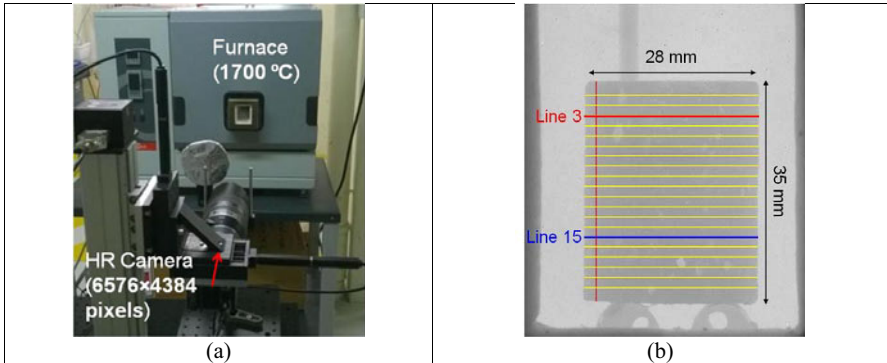 Furnace
(1700 ºC)
HR Camera
(6576×4384
pixels)
(a)
28 mm
Line 3
35 mm
Line 15
(b)